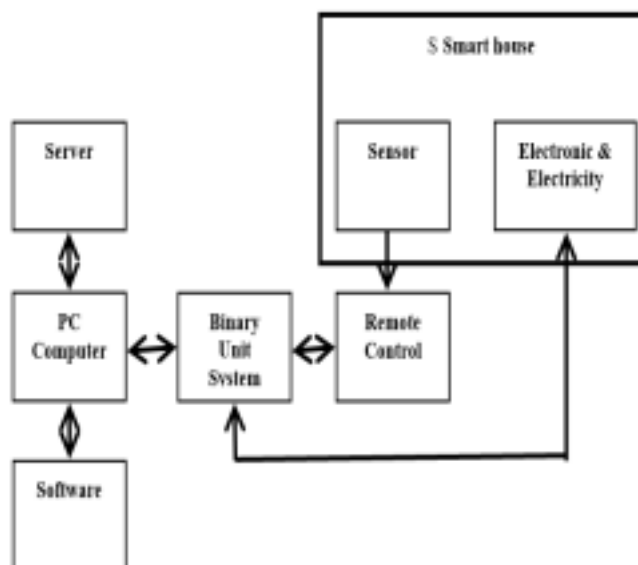 S Smart house
Server
Sensor
Electronic &
Electricity
PC
Computer
Binary
Unit
System
Remote
Control
Software